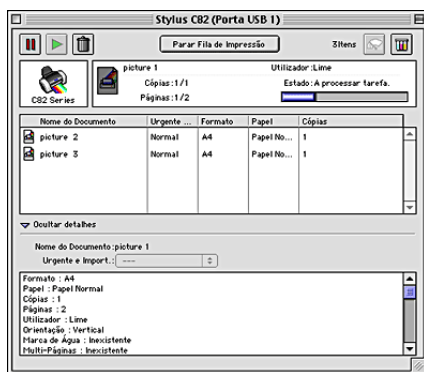 Stylus C82 (Porta USB 1)
Parar Fila de Impressão
3Itens
C82 Series
picture 1
Utilizador:Lime
Cópias:1/1
Estado:A processar tarefa.
Páginas:1/2
Nome do Documento Urgente ... Formato Papel Cópias
picture 2 Normal A4 Papel No... 1
picture 3 Normal A4 Papel No... 1
Ocultar detalhes
Nome do Documento:picture 1
Urgente e Import.: ---
Formato : A4
Papel : Papel Normal
Cópias : 1
Páginas : 2
Utilizador : Lime
Orientação : Vertical
Marca de Água : Inexistente
Multi-Páginas : Inexistente